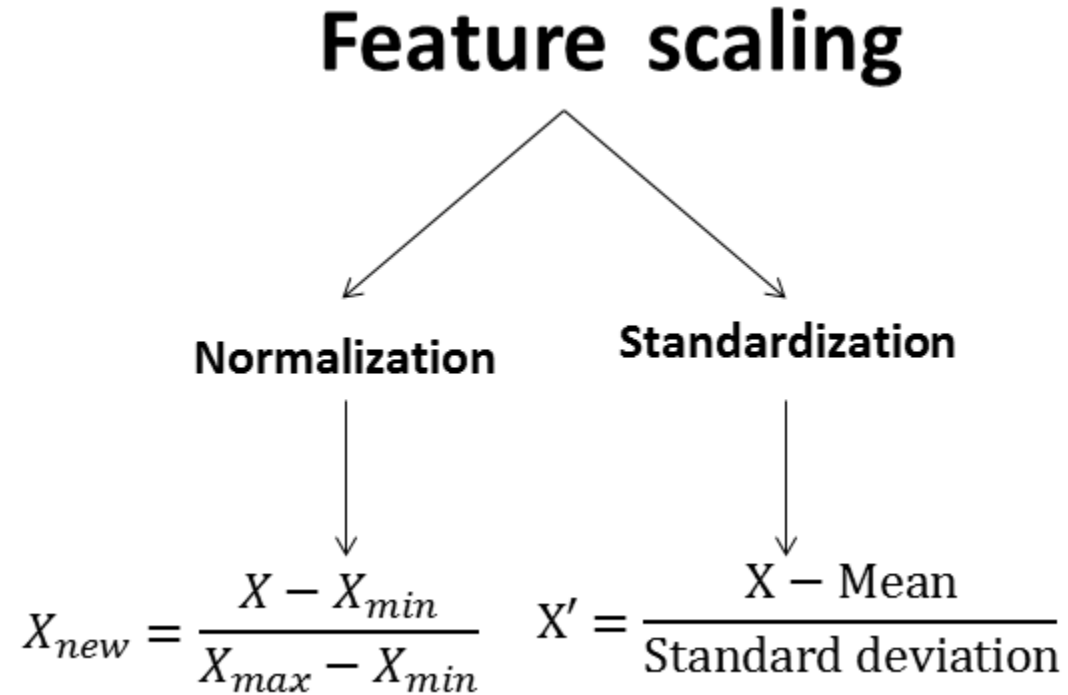 Feature scaling
Normalization
Standardization
X_new = (X − X_min) / (X_max − X_min)
X′ = (X − Mean) / (Standard deviation)